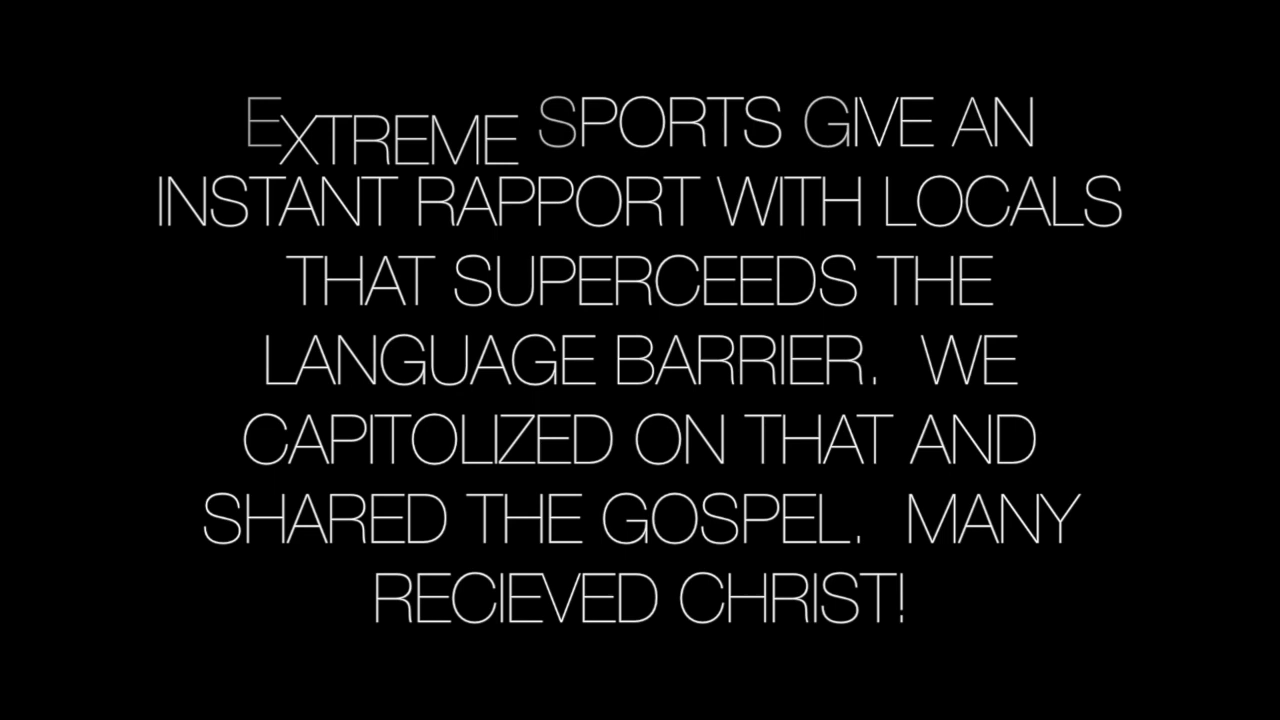 EXTREME SPORTS GIVE AN
INSTANT RAPPORT WITH LOCALS
THAT SUPERCEEDS THE
LANGUAGE BARRIER. WE
CAPITOLIZED ON THAT AND
SHARED THE GOSPEL. MANY
RECIEVED CHRIST!